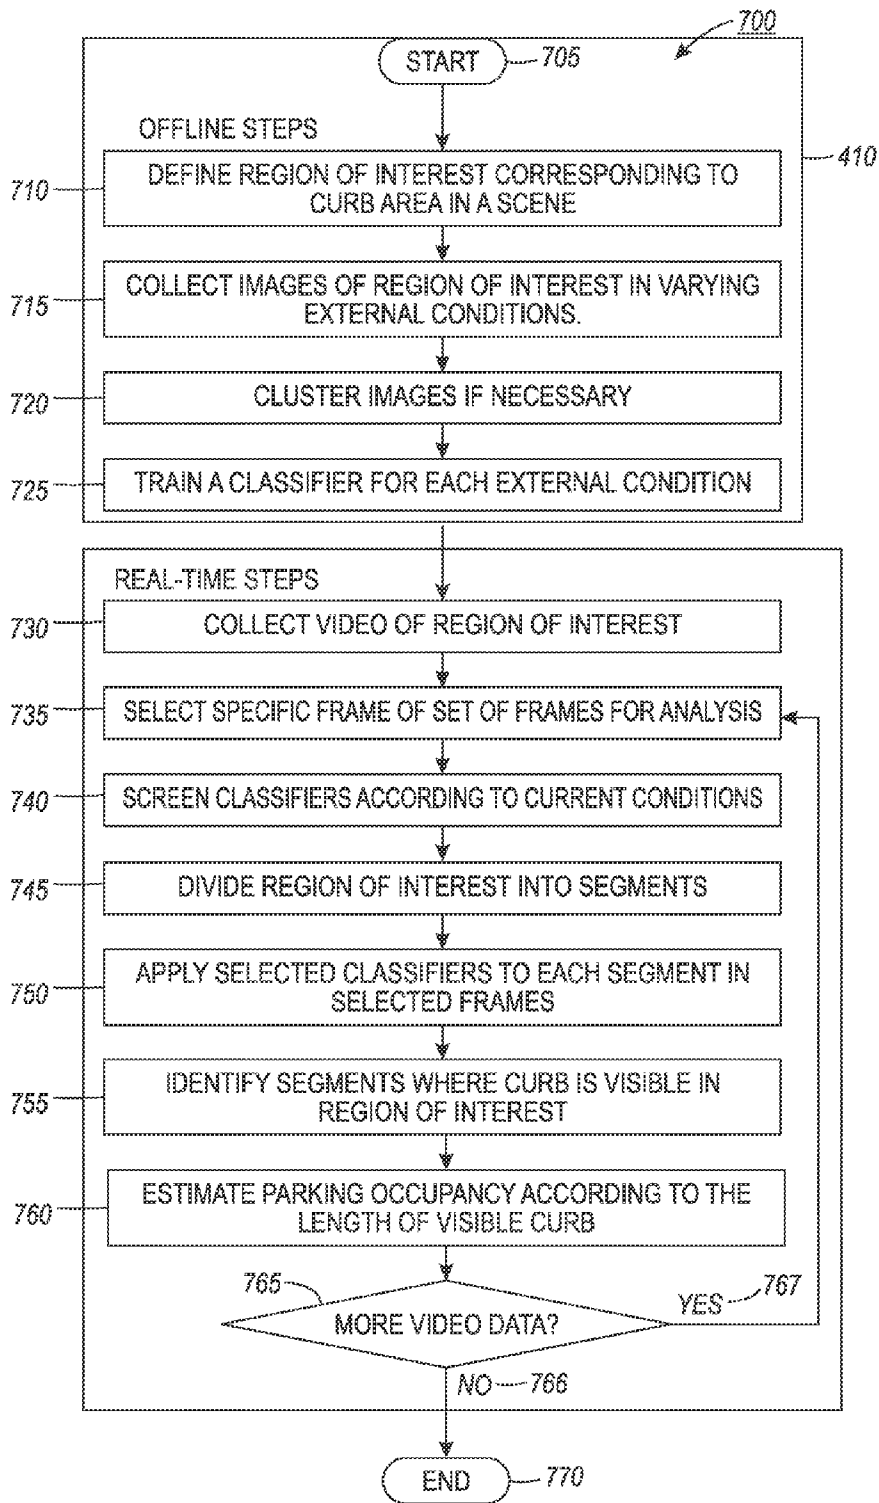 700
START
705
OFFLINE STEPS
410
710
DEFINE REGION OF INTEREST CORRESPONDING TO
CURB AREA IN A SCENE
715
COLLECT IMAGES OF REGION OF INTEREST IN VARYING
EXTERNAL CONDITIONS.
720
CLUSTER IMAGES IF NECESSARY
725
TRAIN A CLASSIFIER FOR EACH EXTERNAL CONDITION
REAL-TIME STEPS
730
COLLECT VIDEO OF REGION OF INTEREST
735
SELECT SPECIFIC FRAME OF SET OF FRAMES FOR ANALYSIS
740
SCREEN CLASSIFIERS ACCORDING TO CURRENT CONDITIONS
745
DIVIDE REGION OF INTEREST INTO SEGMENTS
750
APPLY SELECTED CLASSIFIERS TO EACH SEGMENT IN
SELECTED FRAMES
755
IDENTIFY SEGMENTS WHERE CURB IS VISIBLE IN
REGION OF INTEREST
760
ESTIMATE PARKING OCCUPANCY ACCORDING TO THE
LENGTH OF VISIBLE CURB
765
MORE VIDEO DATA?
YES
767
NO
766
END
770